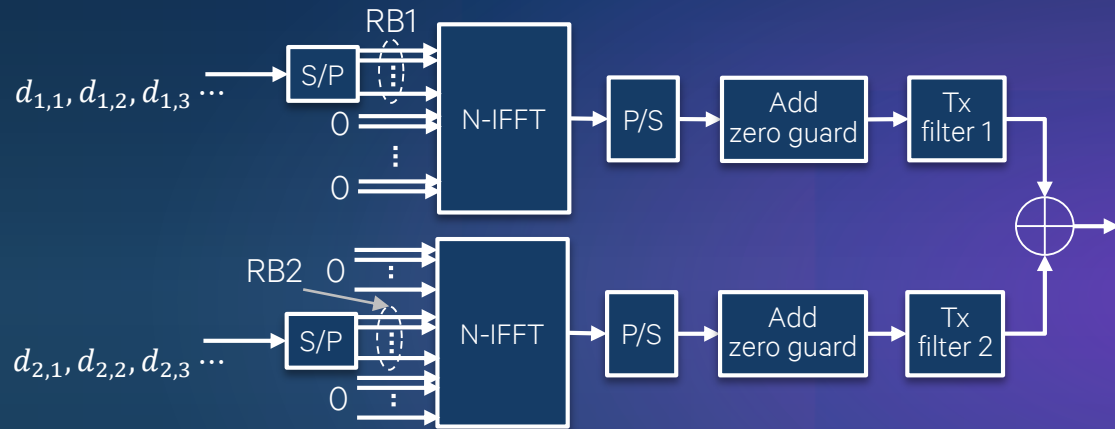 RB1
S/P
d₁,₁, d₁,₂, d₁,₃ ···
0
0
N-IFFT
P/S
Add
zero guard
Tx
filter 1
RB2
0
S/P
d₂,₁, d₂,₂, d₂,₃ ···
0
N-IFFT
P/S
Add
zero guard
Tx
filter 2